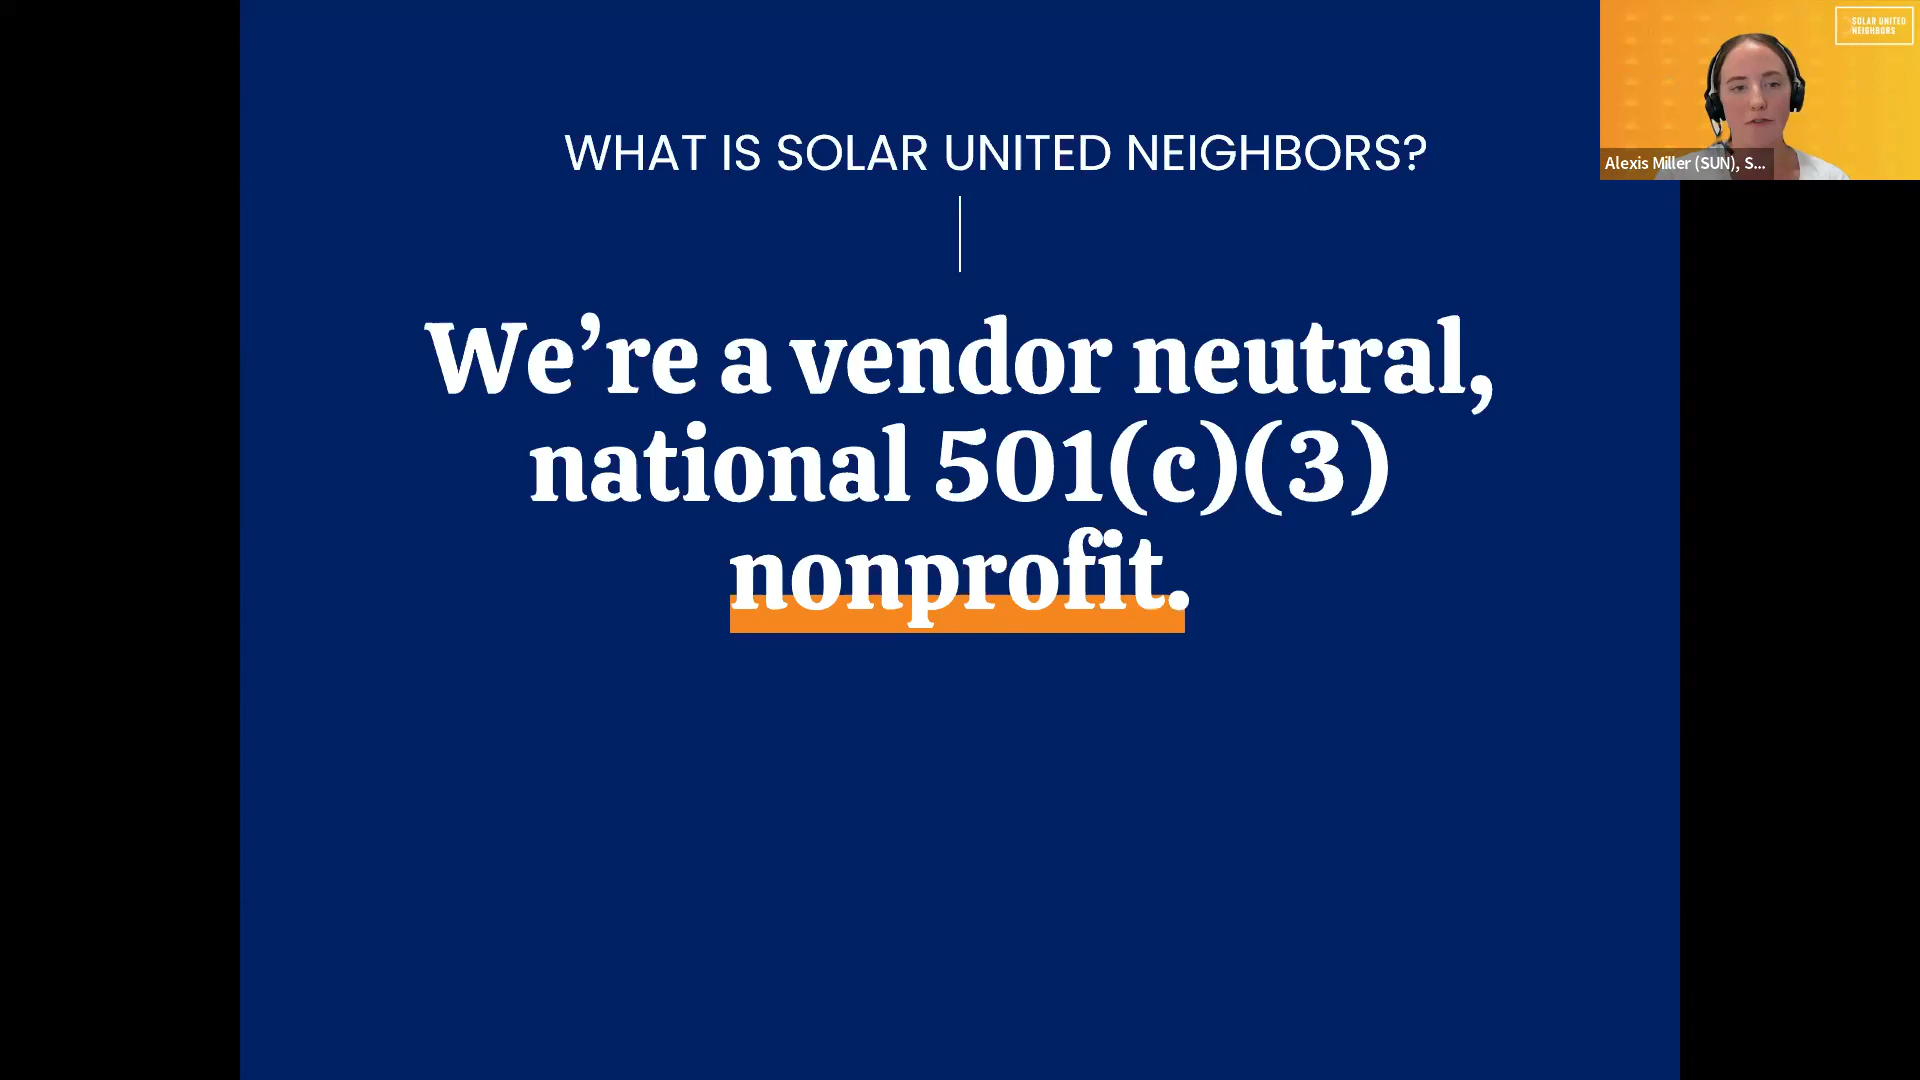 WHAT IS SOLAR UNITED NEIGHBORS?
We’re a vendor neutral,
national 501(c)(3)
nonprofit.
SOLAR UNITED
NEIGHBORS
Alexis Miller (SUN), S...